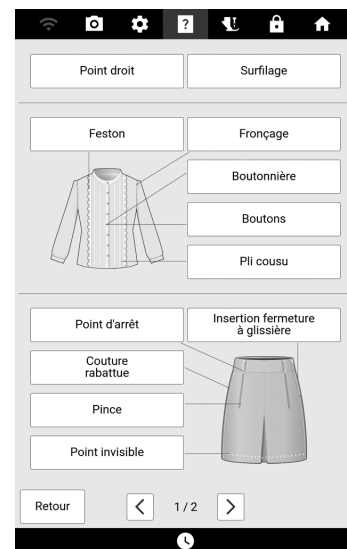 ?
Point droit
Surfilage
Feston
Fronçage
Boutonnière
Boutons
Pli cousu
Point d'arrêt
Insertion fermeture
à glissière
Couture
rabattue
Pince
Point invisible
Retour
1 / 2